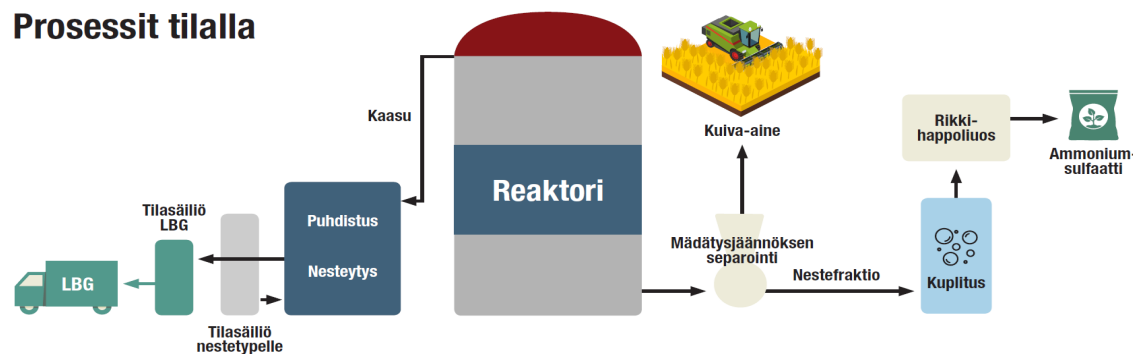 Prosessit tilalla
Kaasu
Kuiva-aine
Rikki-
happoliuos
Ammonium-
sulfaatti
Reaktori
Puhdistus
Nesteytys
Tilasäiliö
LBG
LBG
Tilasäiliö
nestetypelle
Mädätysjäännöksen
separointi
Nestefraktio
Kuplitus